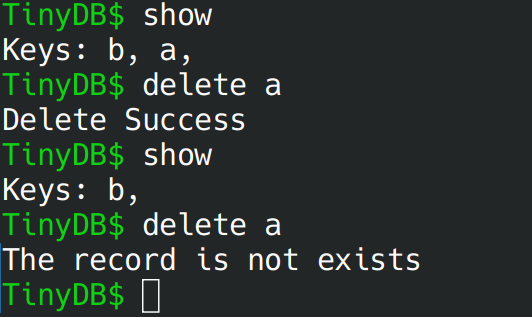 TinyDB$ show
Keys: b, a,
TinyDB$ delete a
Delete Success
TinyDB$ show
Keys: b,
TinyDB$ delete a
The record is not exists
TinyDB$